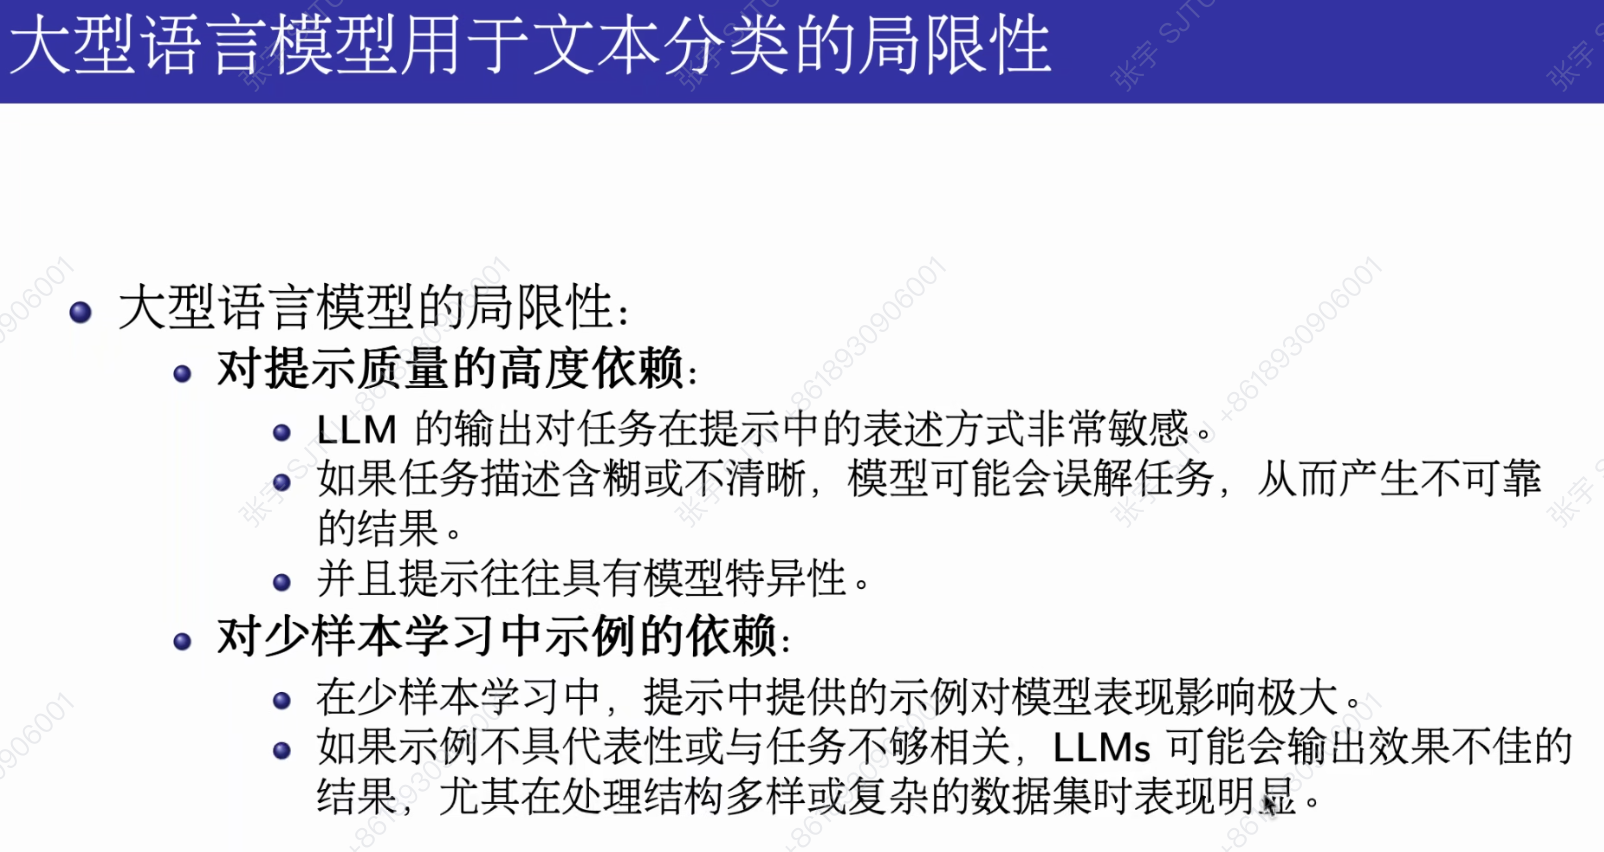 大型语言模型用于文本分类的局限性
大型语言模型的局限性:
对提示质量的高度依赖:
LLM 的输出对任务在提示中的表述方式非常敏感。
如果任务描述含糊或不清晰，模型可能会误解任务，从而产生不可靠
的结果。
并且提示往往具有模型特异性。
对少样本学习中示例的依赖:
在少样本学习中，提示中提供的示例对模型表现影响极大。
如果示例不具代表性或与任务不够相关，LLMs 可能会输出效果不佳的
结果，尤其在处理结构多样或复杂的数据集时表现明显。
张宇 SJTU +8618930906001